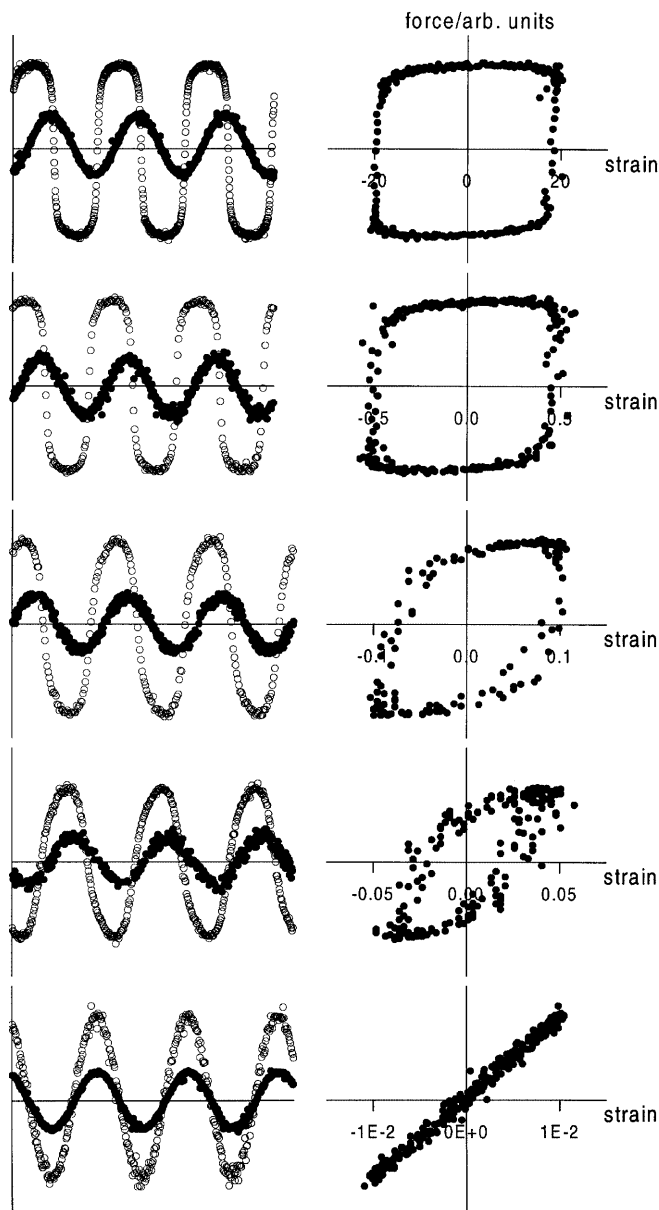 force/arb. units
strain
-20 0 20
strain
-0.5 0.0 0.5
strain
-0.1 0.0 0.1
strain
-0.05 0.00 0.05
strain
-1E-2 0E+0 1E-2